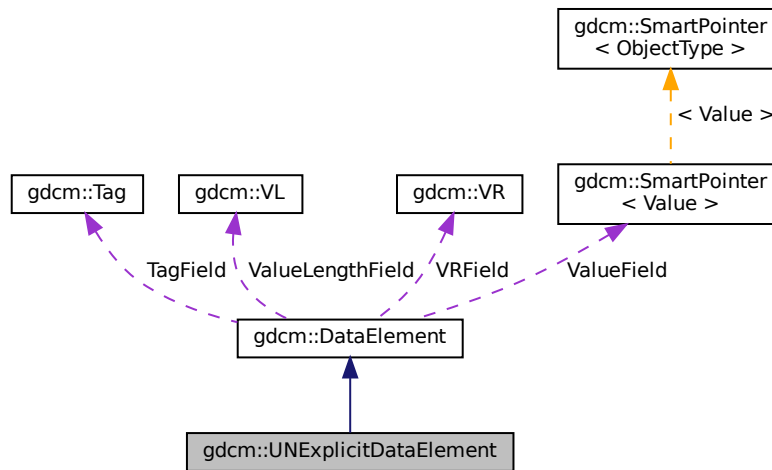 gdcm::SmartPointer
< ObjectType >
< Value >
gdcm::Tag
gdcm::VL
gdcm::VR
gdcm::SmartPointer
< Value >
TagField
ValueLengthField
VRField
ValueField
gdcm::DataElement
gdcm::UNExplicitDataElement